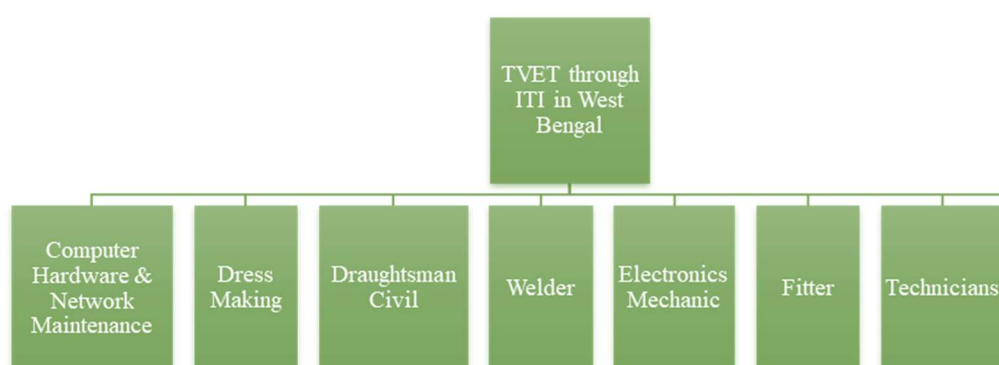 TVET through
ITI in West
Bengal
Computer
Hardware &
Network
Maintenance
Dress
Making
Draughtsman
Civil
Welder
Electronics
Mechanic
Fitter
Technicians